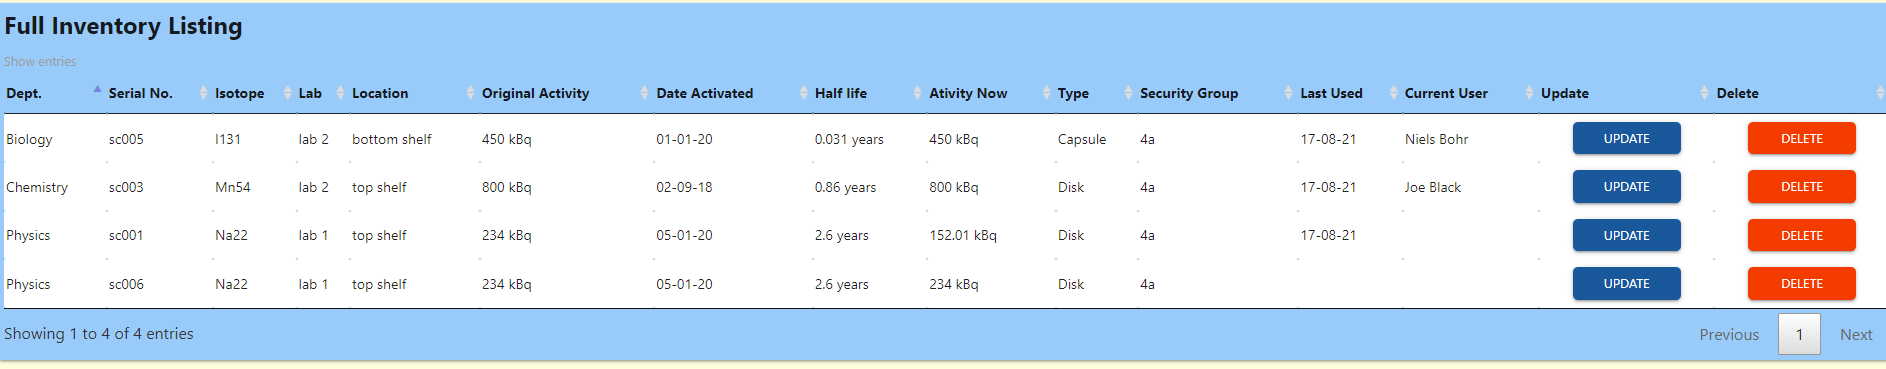 Full Inventory Listing
Show entries
Dept. Serial No. Isotope Lab Location Original Activity Date Activated Half life Ativity Now Type Security Group Last Used Current User Update Delete
Biology sc005 I131 lab 2 bottom shelf 450 kBq 01-01-20 0.031 years 450 kBq Capsule 4a 17-08-21 Niels Bohr UPDATE DELETE
Chemistry sc003 Mn54 lab 2 top shelf 800 kBq 02-09-18 0.86 years 800 kBq Disk 4a 17-08-21 Joe Black UPDATE DELETE
Physics sc001 Na22 lab 1 top shelf 234 kBq 05-01-20 2.6 years 152.01 kBq Disk 4a 17-08-21 UPDATE DELETE
Physics sc006 Na22 lab 1 top shelf 234 kBq 05-01-20 2.6 years 234 kBq Disk 4a UPDATE DELETE
Showing 1 to 4 of 4 entries Previous 1 Next